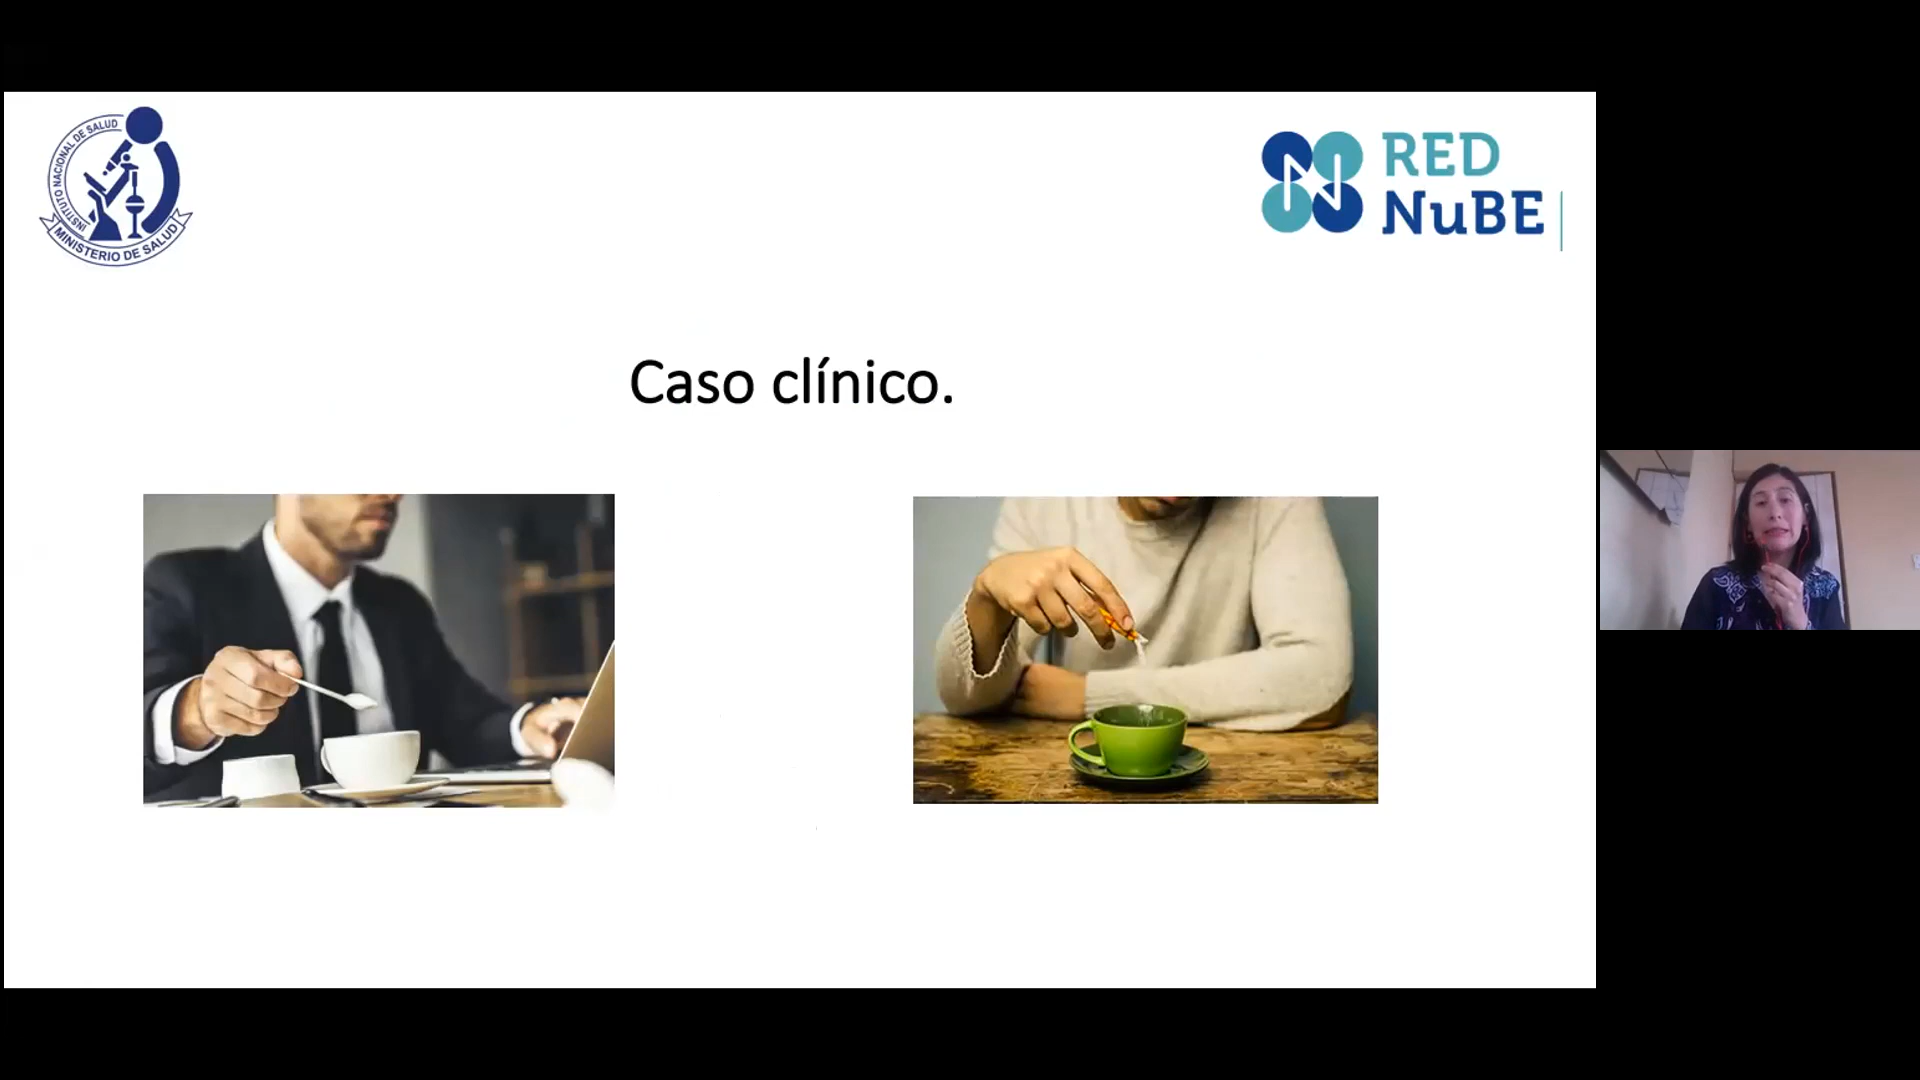 INSTITUTO NACIONAL DE SALUD
MINISTERIO DE SALUD
RED
NuBE
Caso clínico.